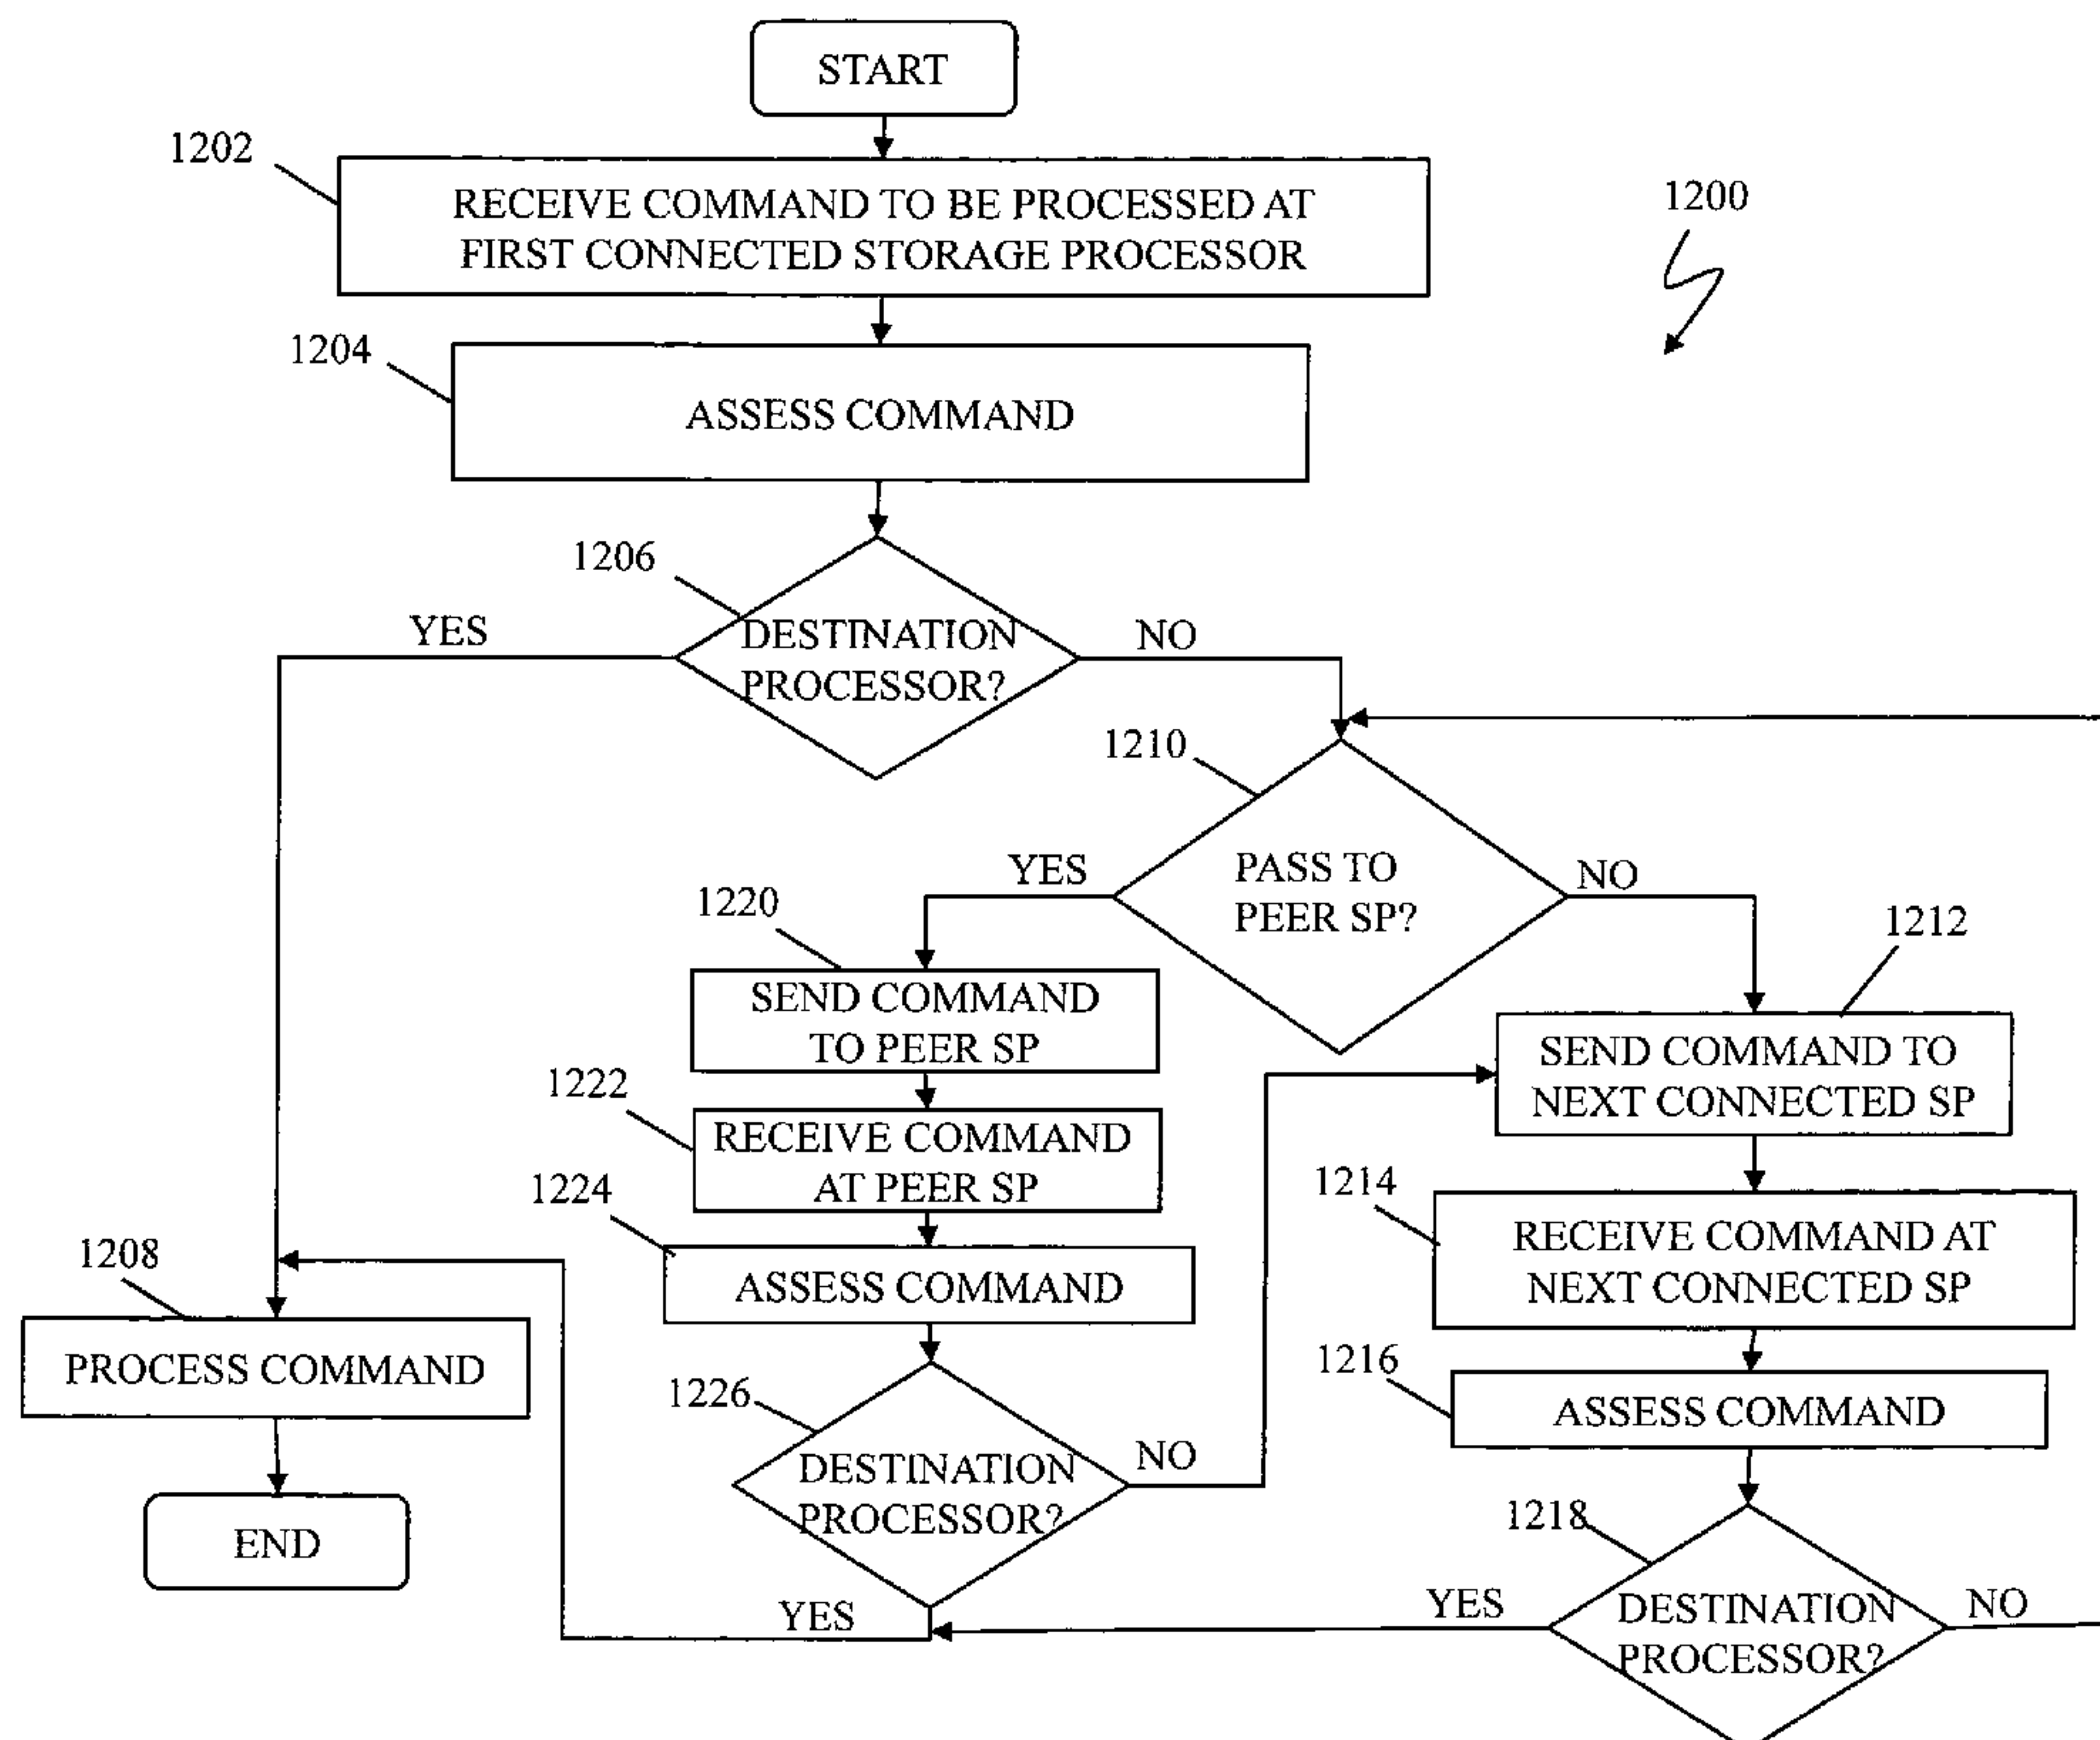 START
1202
RECEIVE COMMAND TO BE PROCESSED AT
FIRST CONNECTED STORAGE PROCESSOR
1200
1204
ASSESS COMMAND
1206
DESTINATION
PROCESSOR?
YES
NO
1210
PASS TO
PEER SP?
YES
NO
1220
SEND COMMAND
TO PEER SP
1212
SEND COMMAND TO
NEXT CONNECTED SP
1222
RECEIVE COMMAND
AT PEER SP
1214
RECEIVE COMMAND AT
NEXT CONNECTED SP
1224
ASSESS COMMAND
1208
PROCESS COMMAND
1216
ASSESS COMMAND
1226
DESTINATION
PROCESSOR?
NO
YES
END
1218
DESTINATION
PROCESSOR?
YES
NO